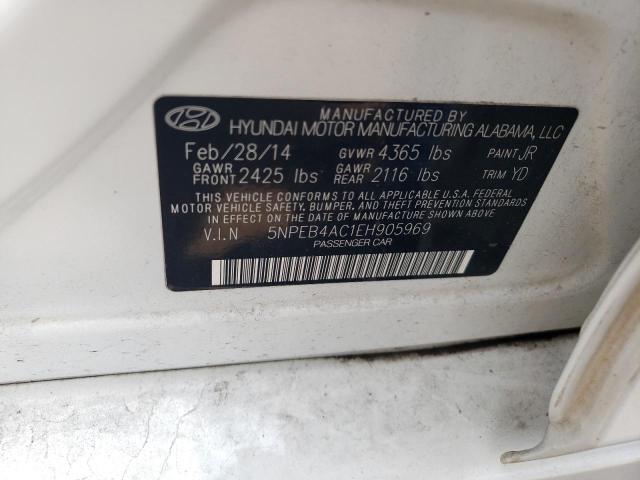 MANUFACTURED BY
HYUNDAI MOTOR MANUFACTURING ALABAMA, LLC
Feb/28/14 GVWR 4365 lbs PAINT JR
GAWR FRONT 2425 lbs GAWR REAR 2116 lbs TRIM YD
THIS VEHICLE CONFORMS TO ALL APPLICABLE U.S.A. FEDERAL
MOTOR VEHICLE SAFETY, BUMPER, AND THEFT PREVENTION STANDARDS
IN EFFECT ON THE DATE OF MANUFACTURE SHOWN ABOVE.
V.I.N 5NPEB4AC1EH905969
PASSENGER CAR